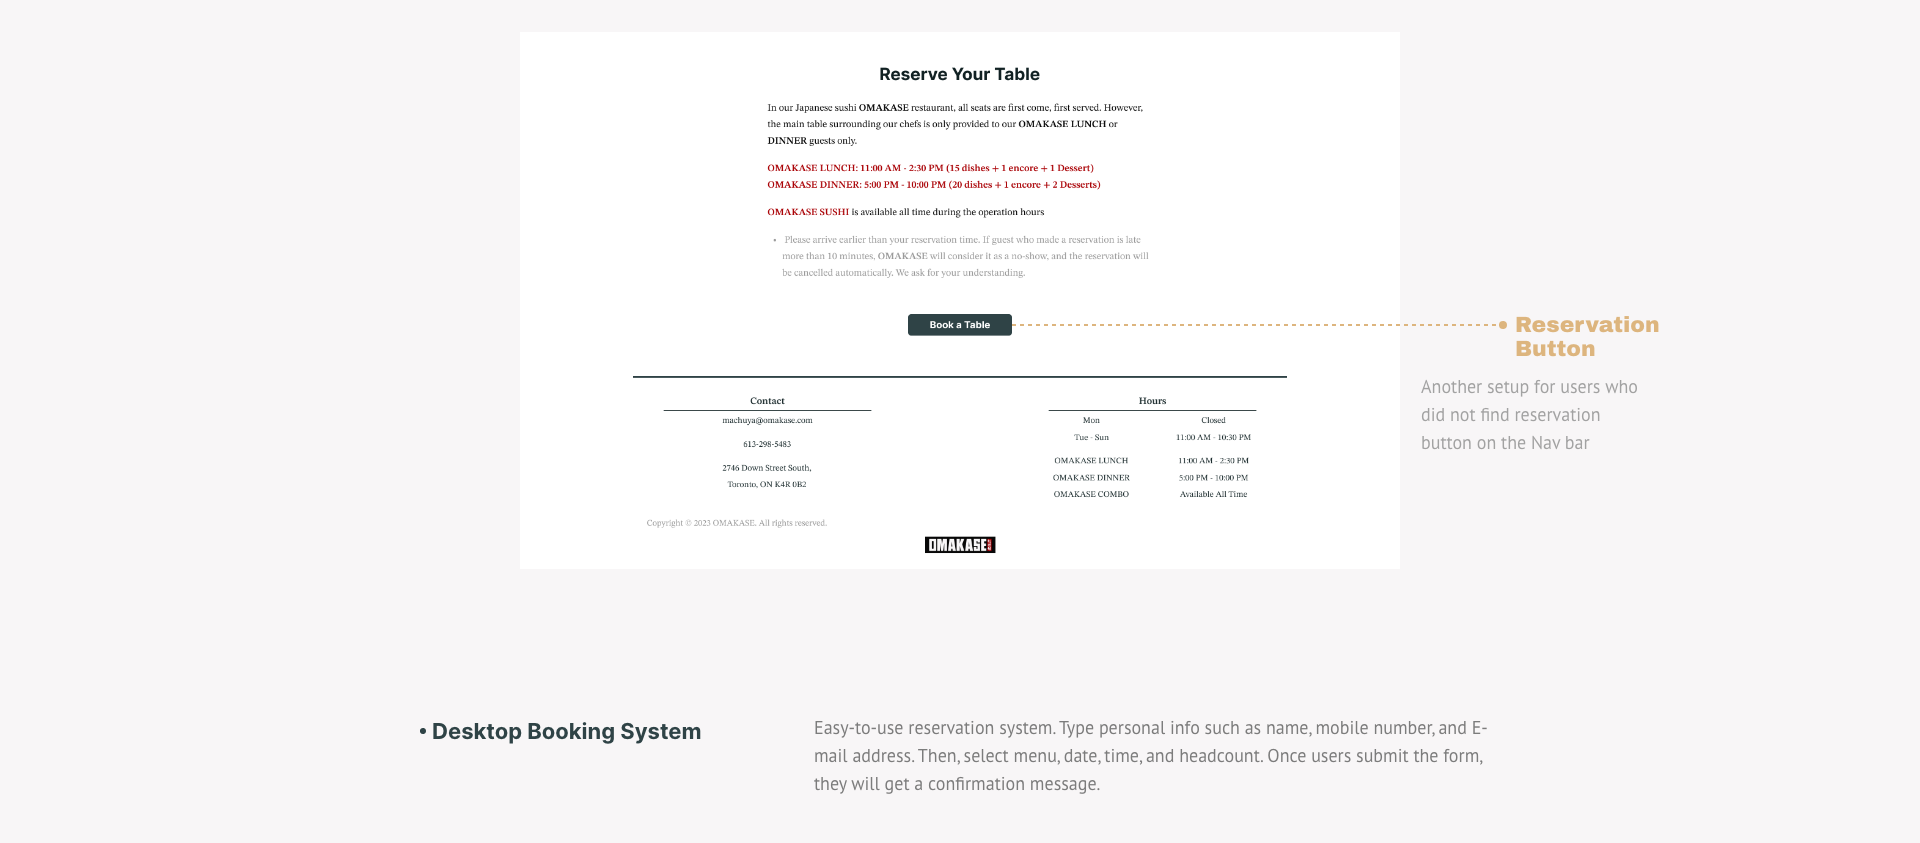 Reserve Your Table
In our Japanese sushi OMAKASE restaurant, all seats are first come, first served. However,
the main table surrounding our chefs is only provided to our OMAKASE LUNCH or
DINNER guests only.
OMAKASE LUNCH: 11:00 AM - 2:30 PM (15 dishes + 1 encore + 1 Dessert)
OMAKASE DINNER: 5:00 PM - 10:00 PM (20 dishes + 1 encore + 2 Desserts)
OMAKASE SUSHI is available all time during the operation hours
• Please arrive earlier than your reservation time. If guest who made a reservation is late
more than 10 minutes, OMAKASE will consider it as a no-show, and the reservation will
be cancelled automatically. We ask for your understanding.
Book a Table
Reservation
Button
Another setup for users who
did not find reservation
button on the Nav bar
Contact
machuya@omakase.com
613-298-5483
2746 Down Street South,
Toronto, ON K4R 0B2
Hours
Mon Closed
Tue - Sun 11:00 AM - 10:30 PM
OMAKASE LUNCH 11:00 AM - 2:30 PM
OMAKASE DINNER 5:00 PM - 10:00 PM
OMAKASE COMBO Available All Time
Copyright © 2023 OMAKASE. All rights reserved.
OMAKASE
• Desktop Booking System
Easy-to-use reservation system. Type personal info such as name, mobile number, and E-
mail address. Then, select menu, date, time, and headcount. Once users submit the form,
they will get a confirmation message.